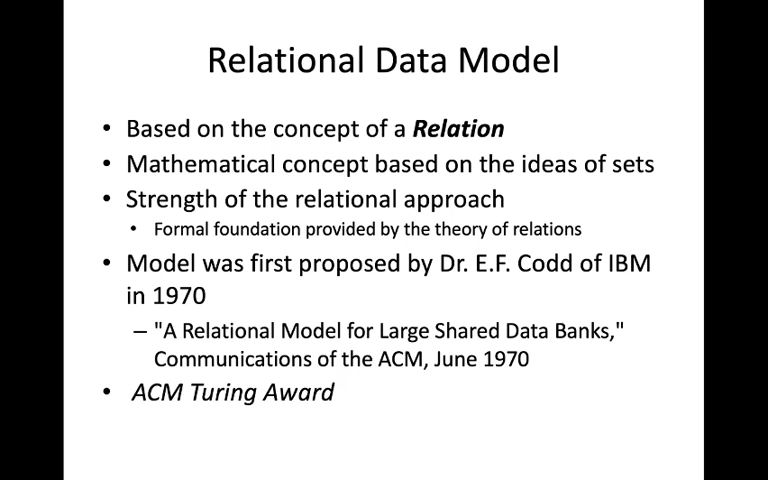 Relational Data Model
• Based on the concept of a Relation
• Mathematical concept based on the ideas of sets
• Strength of the relational approach
• Formal foundation provided by the theory of relations
• Model was first proposed by Dr. E.F. Codd of IBM
in 1970
– "A Relational Model for Large Shared Data Banks,"
Communications of the ACM, June 1970
• ACM Turing Award